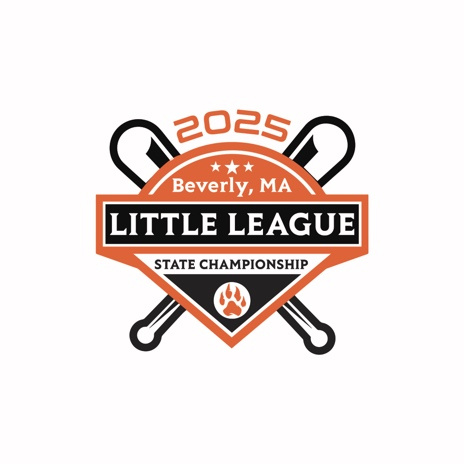 2025
Beverly, MA
LITTLE LEAGUE
STATE CHAMPIONSHIP